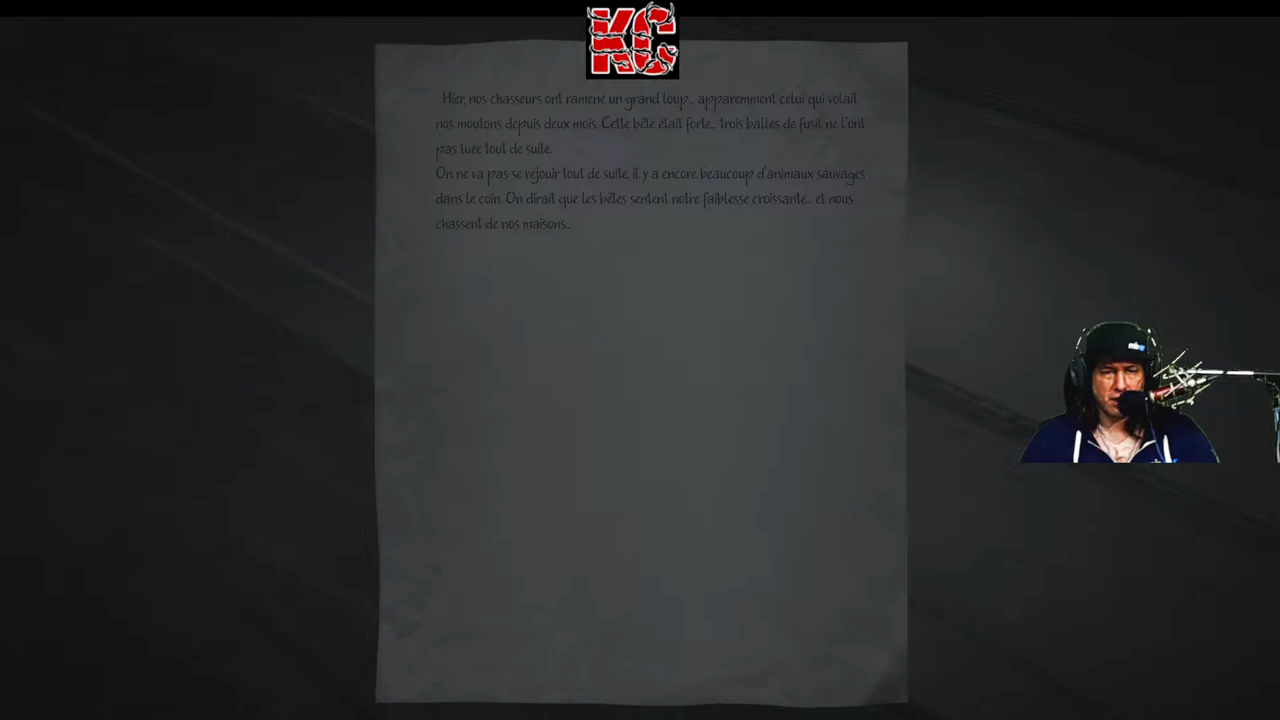 KC
Hier, nos chasseurs ont ramené un grand loup... apparemment celui qui volait
nos moutons depuis deux mois. Cette bête était forte... trois balles de fusil ne l'ont
pas tuée tout de suite.
On ne va pas se réjouir tout de suite, il y a encore beaucoup d'animaux sauvages
dans le coin. On dirait que les bêtes sentent notre faiblesse croissante... et nous
chassent de nos maisons...